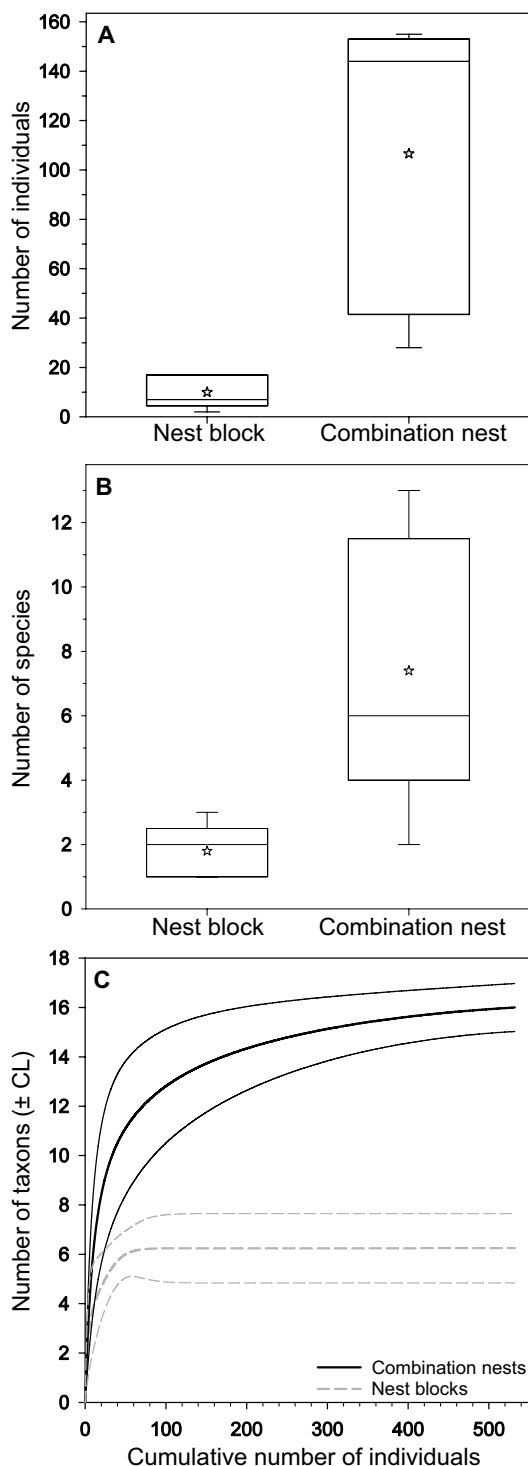 A
Number of individuals
160
140
120
100
80
60
40
20
0
Nest block Combination nest
B
Number of species
12
10
8
6
4
2
0
Nest block Combination nest
C
Number of taxons (± CL)
18
16
14
12
10
8
6
4
2
0
Combination nests
Nest blocks
0 100 200 300 400 500
Cumulative number of individuals